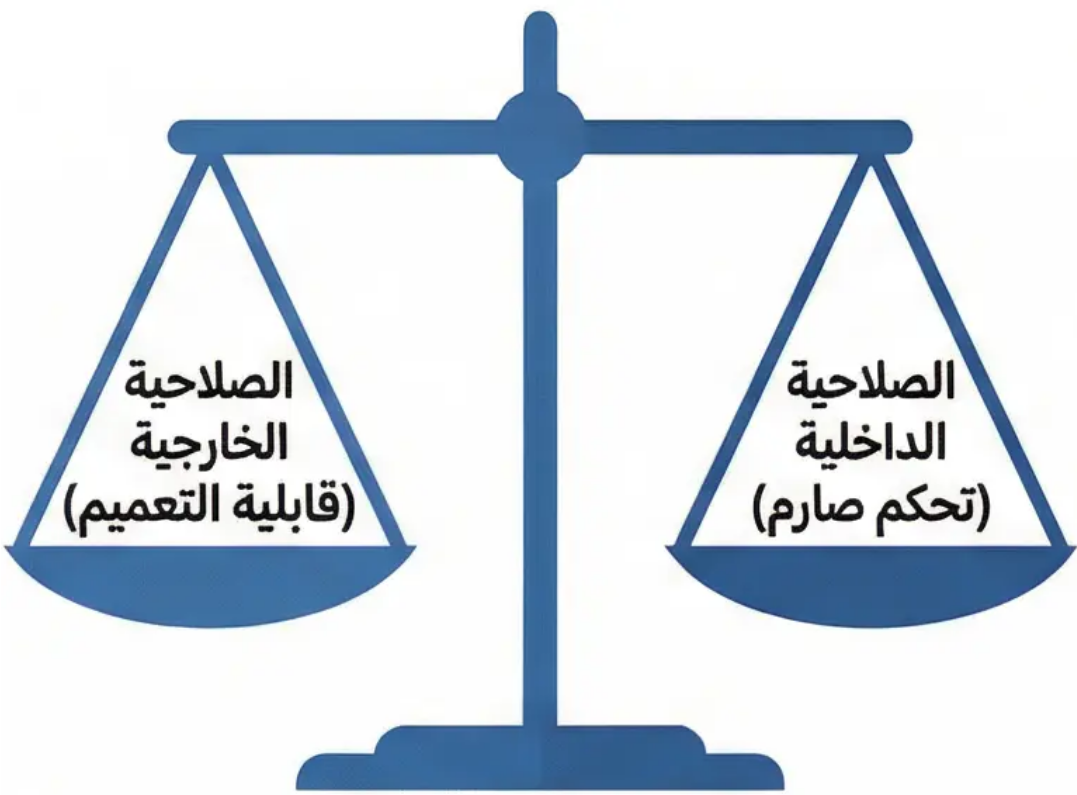 الصلاحية
الداخلية
(تحكم صارم)
الصلاحية
الخارجية
(قابلية التعميم)